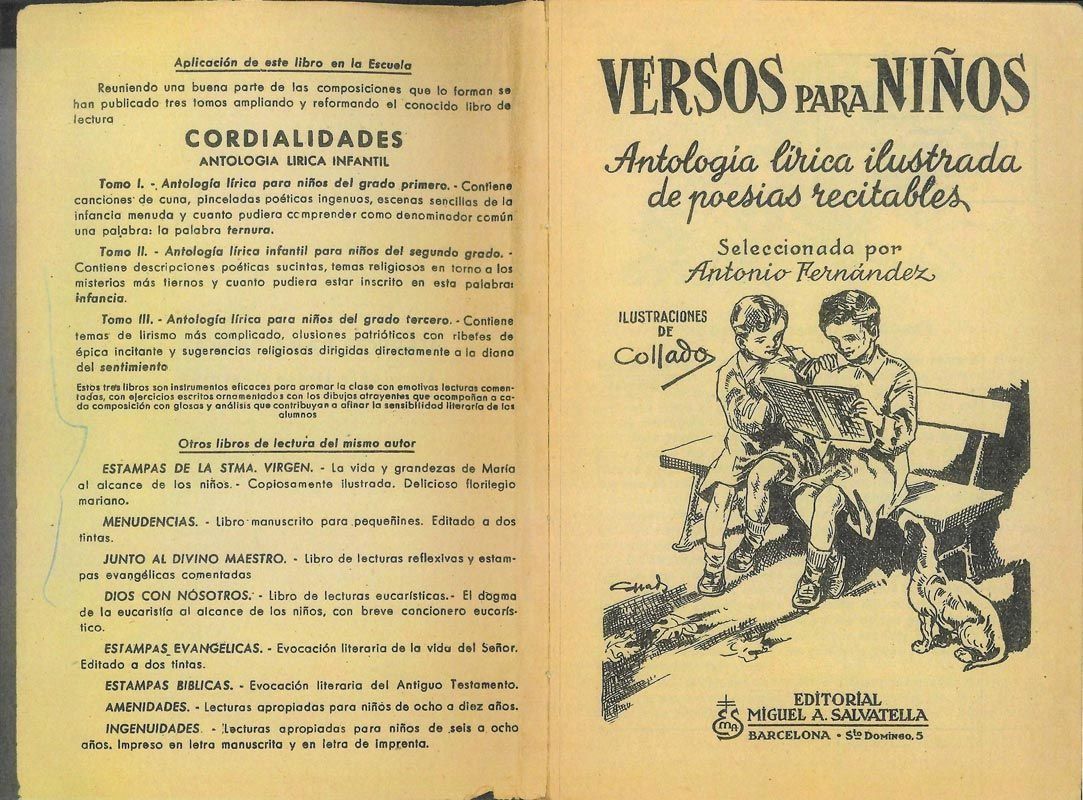 Aplicación de este libro en la Escuela
Reuniendo una buena parte de las composiciones que lo forman se
han publicado tres tomos ampliando y reformando el conocido libro de
lectura
CORDIALIDADES
ANTOLOGIA LIRICA INFANTIL
Tomo I. -. Antología lírica para niños del grado primero. - Contiene
canciones de cuna, pinceladas poéticas ingenuos, escenas sencillas de la
infancia menuda y cuanto pudiera comprender como denominador común
una palabra: la palabra ternura.
Tomo II. - Antología lírica infantil para niños del segundo grado. -
Contiene descripciones poéticas sucintas, temas religiosos en torno a los
misterios más tiernos y cuanto pudiera estar inscrito en esta palabra:
infancia.
Tomo III. - Antología lírica para niños del grado tercero. - Contiene
temas de lirismo más complicado, olusiones patrióticos con ribetes de
épica incitante y sugerencias religiosas dirigidas directamente a la diana
del sentimiento
Estos tres libros son instrumentos eficaces para aromar la clase con emotivas lecturas comen-
tadas, con ejercicios escritos ornamentados con los dibujos atrayentes que acompañan a ca-
da composición con glosas y análisis que contribuyan a afinar la sensibilidad literaria de los
alumnos
Otros libros de lectura del mismo autor
ESTAMPAS DE LA STMA. VIRGEN. - La vida y grandezas de María
al alcance de los niños. - Copiosamente ilustrada. Delicioso florilegio
mariano.
MENUDENCIAS. - Libro manuscrito para pequeñines. Editado a dos
tintas.
JUNTO AL DIVINO MAESTRO. - Libro de lecturas reflexivas y estam-
pas evangélicas comentadas
DIOS CON NÓSOTROS. - Libro de lecturas eucarísticas. - El dogma
de la eucaristía al alcance de los niños, con breve cancionero eucarís-
tico.
ESTAMPAS EVANGELICAS. - Evocación literaria de la vida del Señor.
Editado a dos tintas.
ESTAMPAS BIBLICAS. - Evocación literaria del Antiguo Testamento.
AMENIDADES. - Lecturas apropiadas para niños de ocho a diez años.
INGENUIDADES - Lecturas apropiadas para niños de seis a ocho
años. Impreso en letra manuscrita y en letra de imprenta.
VERSOS PARA NIÑOS
Antología lírica ilustrada
de poesias recitables
Seleccionada por
Antonio Fernández
ILUSTRACIONES
DE
Collado
EDITORIAL
MIGUEL A. SALVATELLA
BARCELONA • Sto DOMINGO, 5